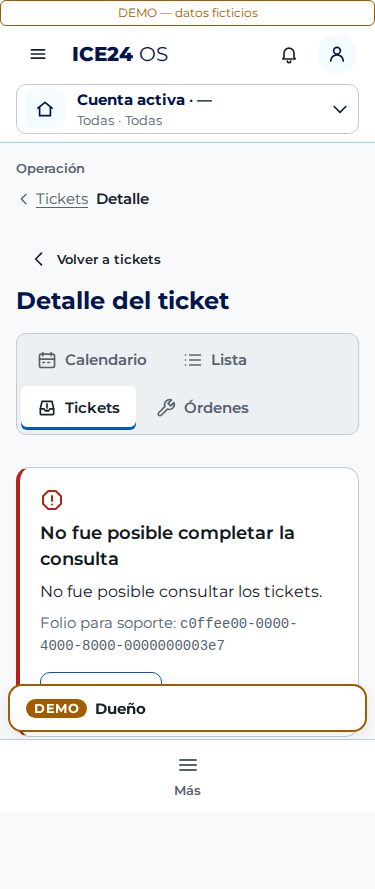 DEMO — datos ficticios
ICE24 OS
Cuenta activa · —
Todas · Todas
Operación
Tickets Detalle
Volver a tickets
Detalle del ticket
Calendario Lista
Tickets Órdenes
No fue posible completar la
consulta
No fue posible consultar los tickets.
Folio para soporte: c0ffee00-0000-
4000-8000-0000000003e7
DEMO Dueño
Más